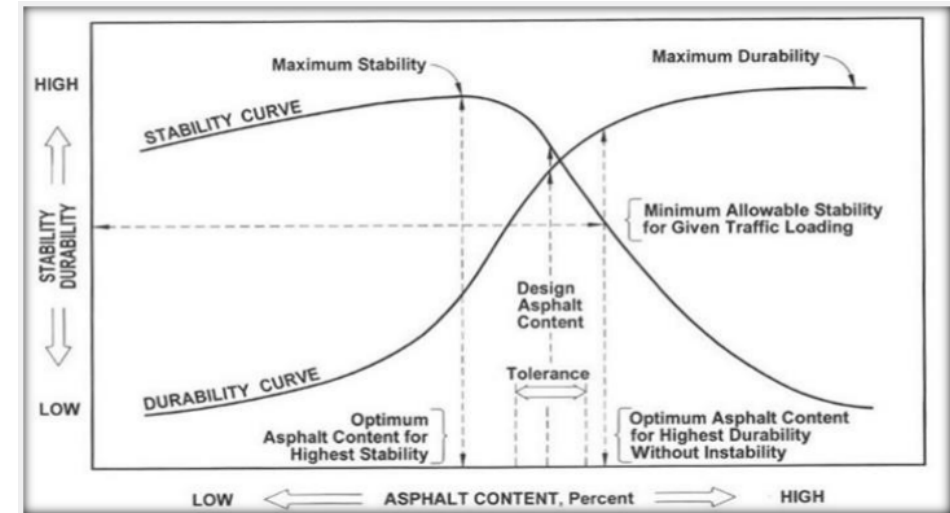 Maximum Stability
Maximum Durability
HIGH
STABILITY CURVE
STABILITY
DURABILITY
Minimum Allowable Stability
for Given Traffic Loading
Design
Asphalt
Content
Tolerance
DURABILITY CURVE
LOW
Optimum
Asphalt Content for
Highest Stability
Optimum Asphalt Content
for Highest Durability
Without Instability
LOW
ASPHALT CONTENT, Percent
HIGH